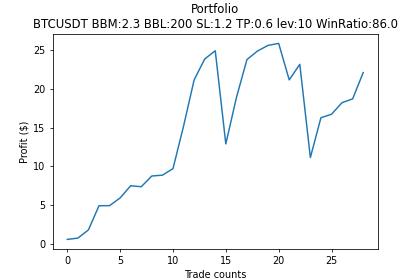 Portfolio
BTCUSDT BBM:2.3 BBL:200 SL:1.2 TP:0.6 lev:10 WinRatio:86.0
25
20
15
10
5
0
Profit ($)
0 5 10 15 20 25
Trade counts